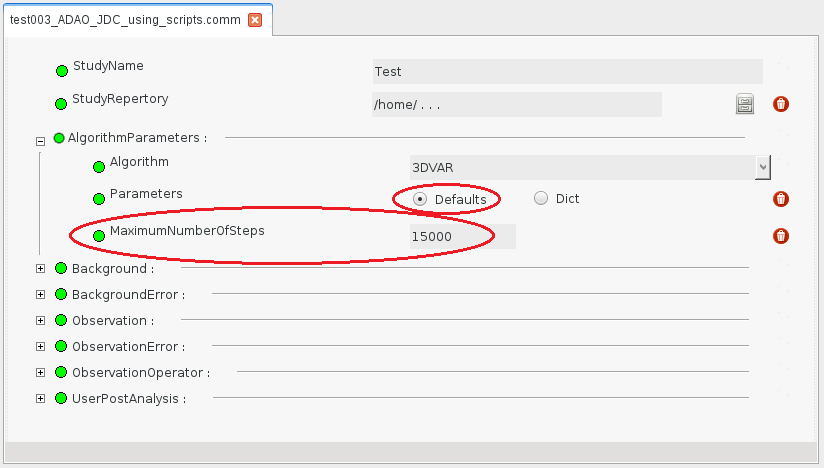 test003_ADAO_JDC_using_scripts.comm
StudyName Test
StudyRepertory /home/ . . .
AlgorithmParameters :
Algorithm 3DVAR
Parameters Defaults Dict
MaximumNumberOfSteps 15000
Background :
BackgroundError :
Observation :
ObservationError :
ObservationOperator :
UserPostAnalysis :